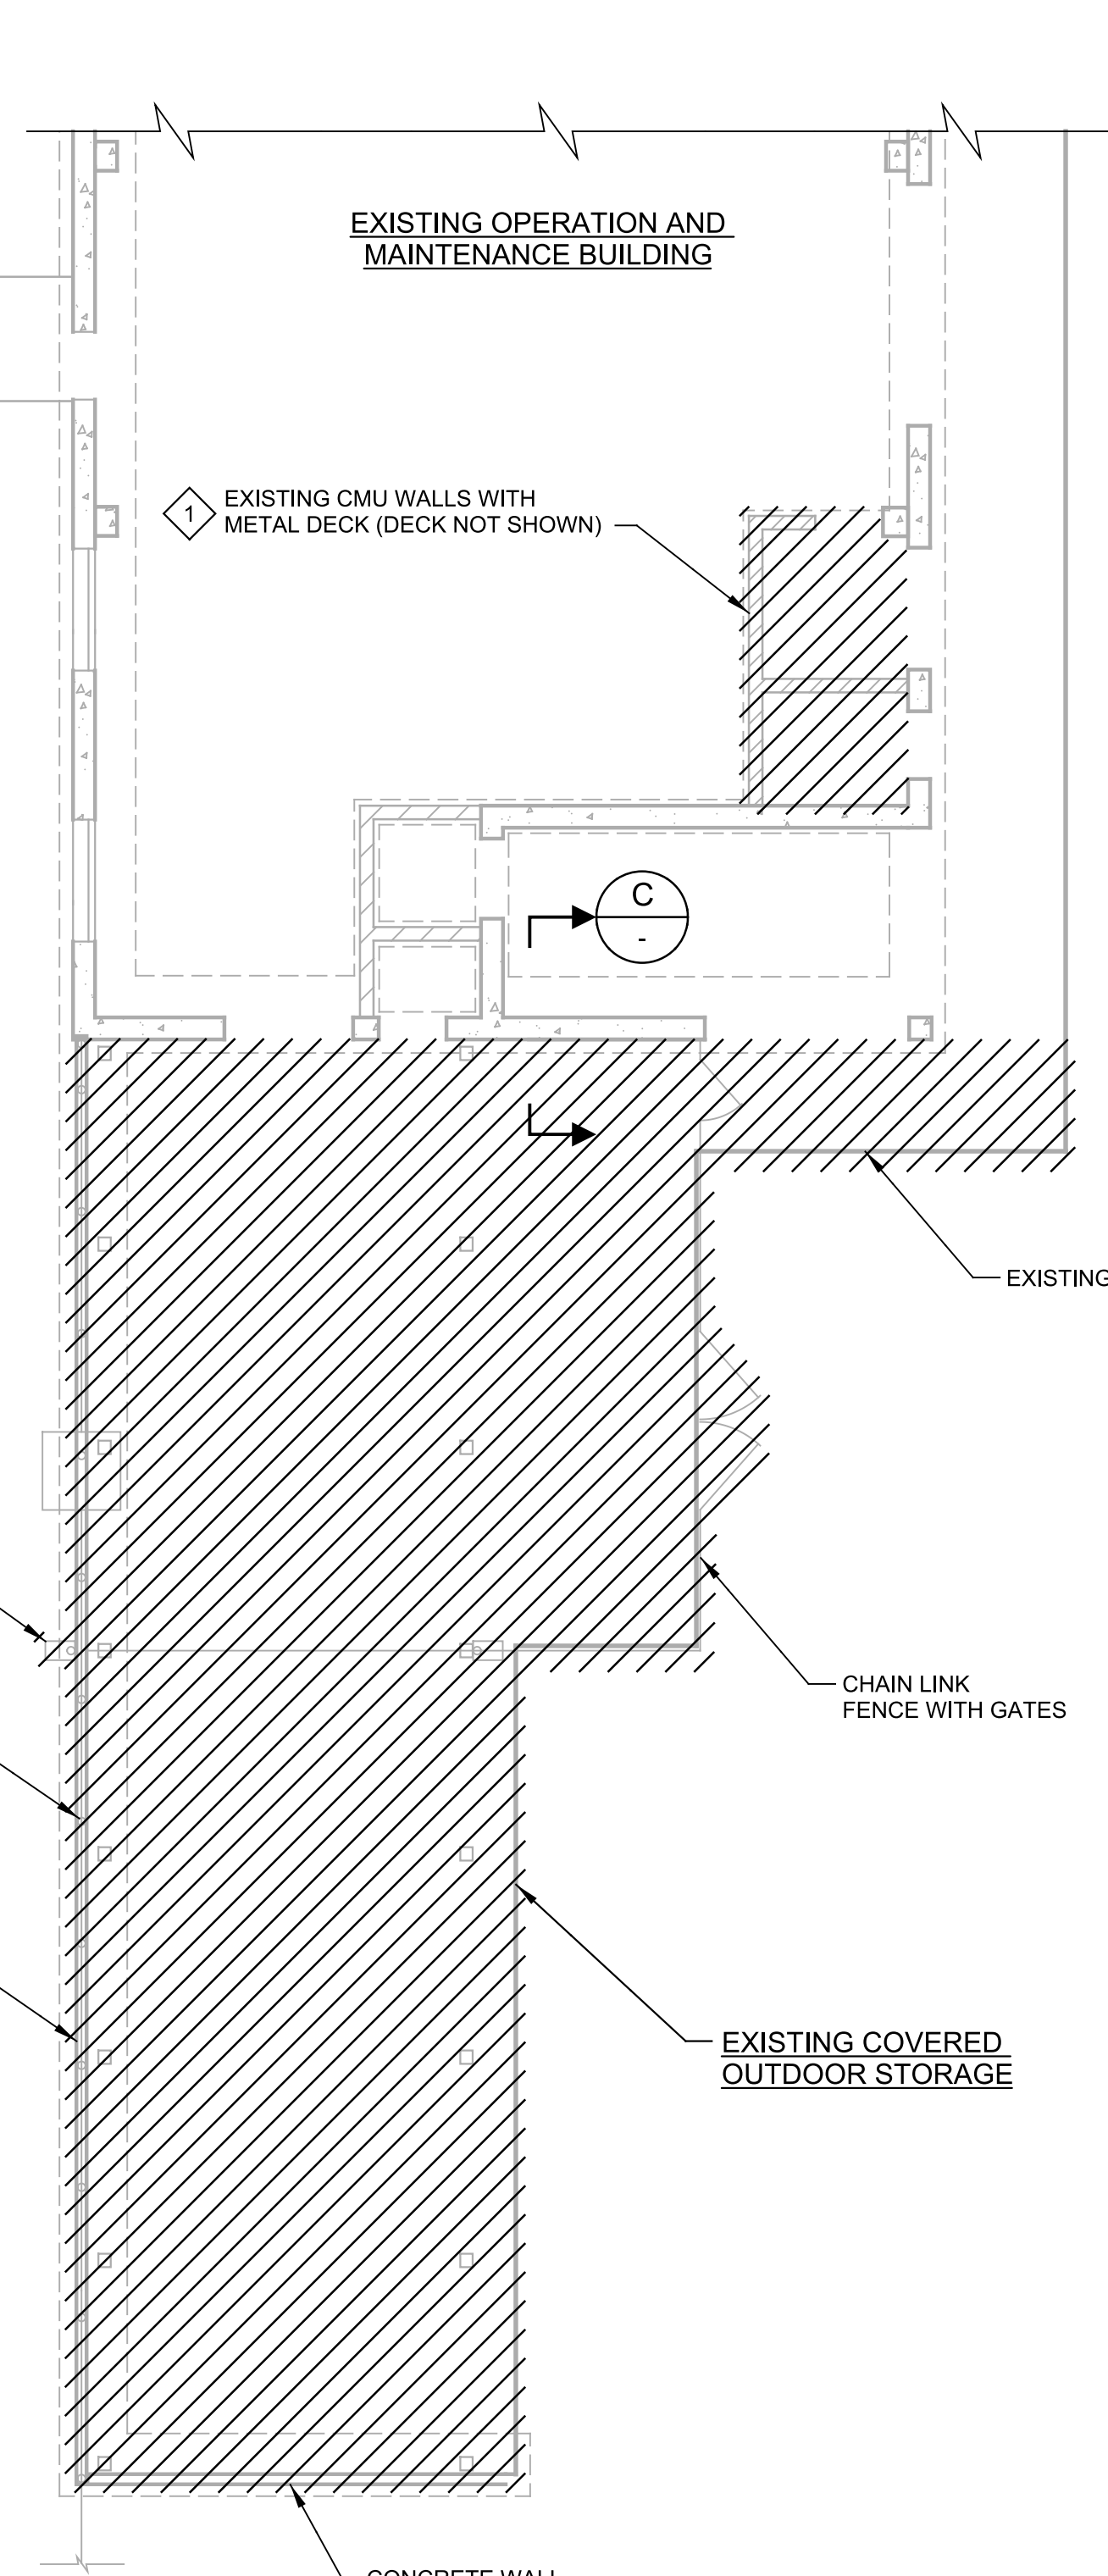 EXISTING OPERATION AND
MAINTENANCE BUILDING
1
EXISTING CMU WALLS WITH
METAL DECK (DECK NOT SHOWN)
C
-
EXISTING
CHAIN LINK
FENCE WITH GATES
EXISTING COVERED
OUTDOOR STORAGE
CONCRETE WALL